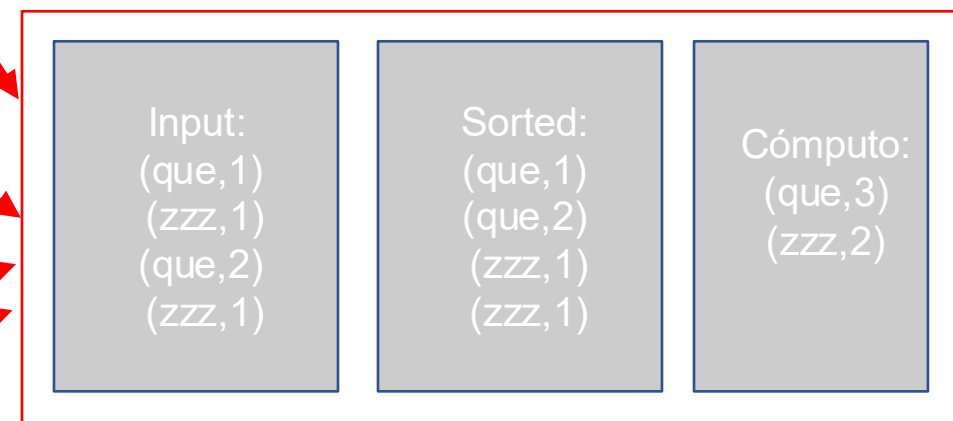 Input:
(que,1)
(zzz,1)
(que,2)
(zzz,1)
Sorted:
(que,1)
(que,2)
(zzz,1)
(zzz,1)
Cómputo:
(que,3)
(zzz,2)